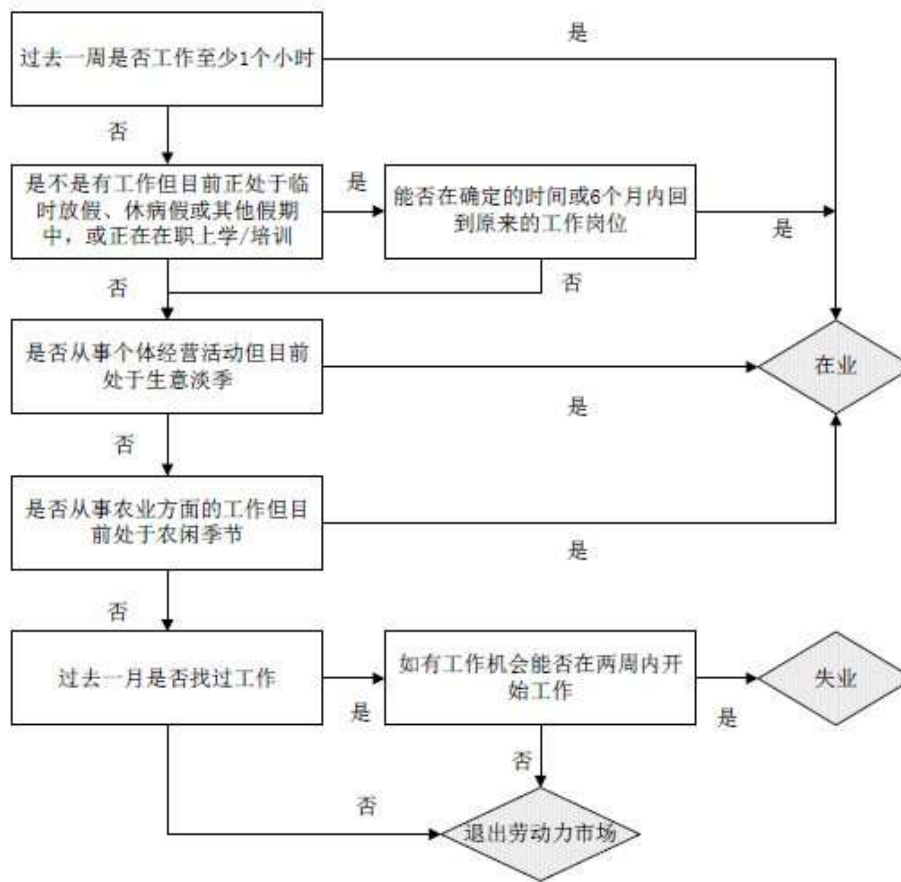 过去一周是否工作至少1个小时
是
否
是不是有工作但目前正处于临
时放假、休病假或其他假期
中，或正在在职上学/培训
是
能否在确定的时间或6个月内回
到原来的工作岗位
是
否
否
是否从事个体经营活动但目前
处于生意淡季
是
在业
否
是否从事农业方面的工作但目
前处于农闲季节
是
否
过去一月是否找过工作
是
如有工作机会能否在两周内开
始工作
是
失业
否
否
退出劳动力市场